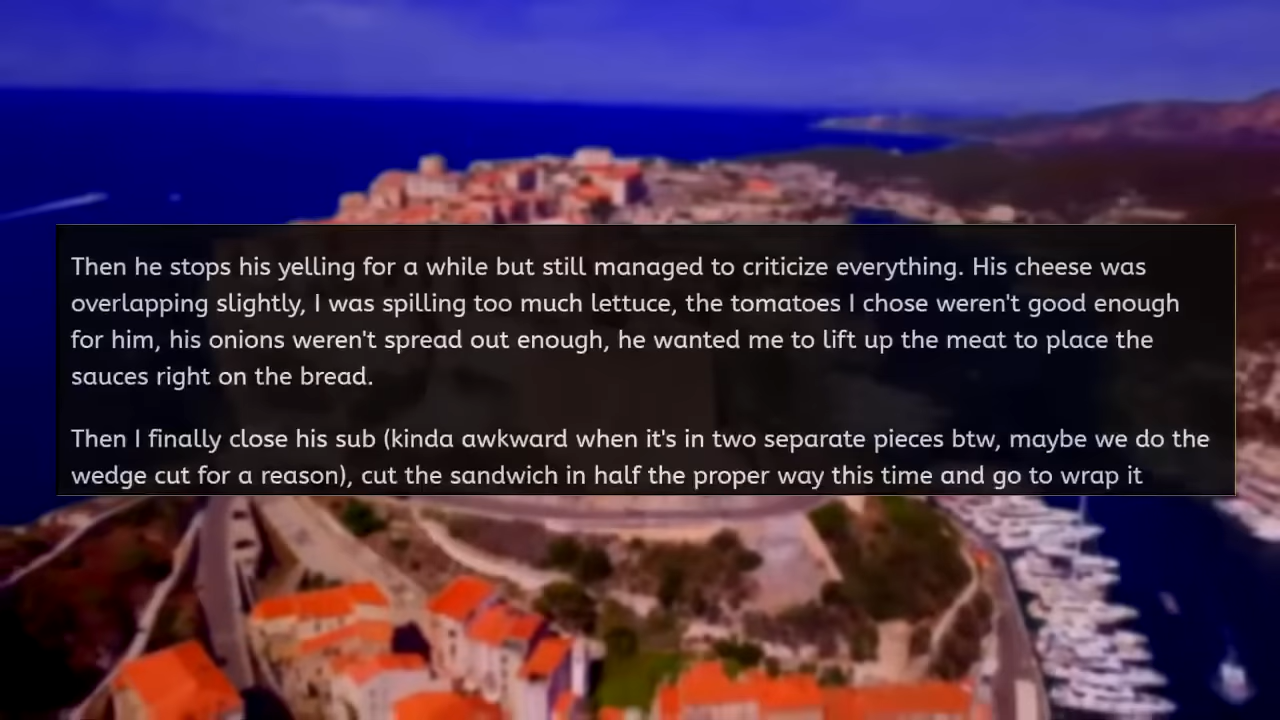 Then he stops his yelling for a while but still managed to criticize everything. His cheese was
overlapping slightly, I was spilling too much lettuce, the tomatoes I chose weren't good enough
for him, his onions weren't spread out enough, he wanted me to lift up the meat to place the
sauces right on the bread.
Then I finally close his sub (kinda awkward when it's in two separate pieces btw, maybe we do the
wedge cut for a reason), cut the sandwich in half the proper way this time and go to wrap it